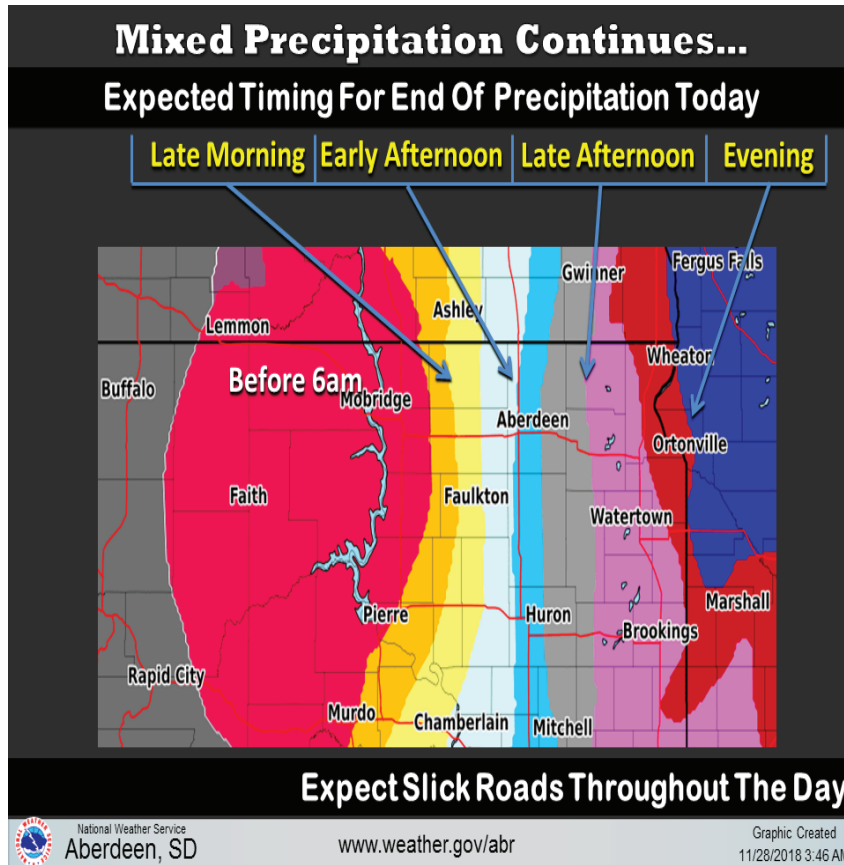 Mixed Precipitation Continues...
Expected Timing For End Of Precipitation Today
Late Morning Early Afternoon Late Afternoon Evening
Fergus Falls
Gwinner
Ashley
Lemmon
Wheaton
Buffalo
Before 6am
Mobridge
Aberdeen
Ortonville
Faith
Faulkton
Watertown
Pierre
Huron
Marshall
Brookings
Rapid City
Murdo
Chamberlain
Mitchell
Expect Slick Roads Throughout The Day
National Weather Service
Aberdeen, SD
www.weather.gov/abr
Graphic Created
11/28/2018 3:46 AM